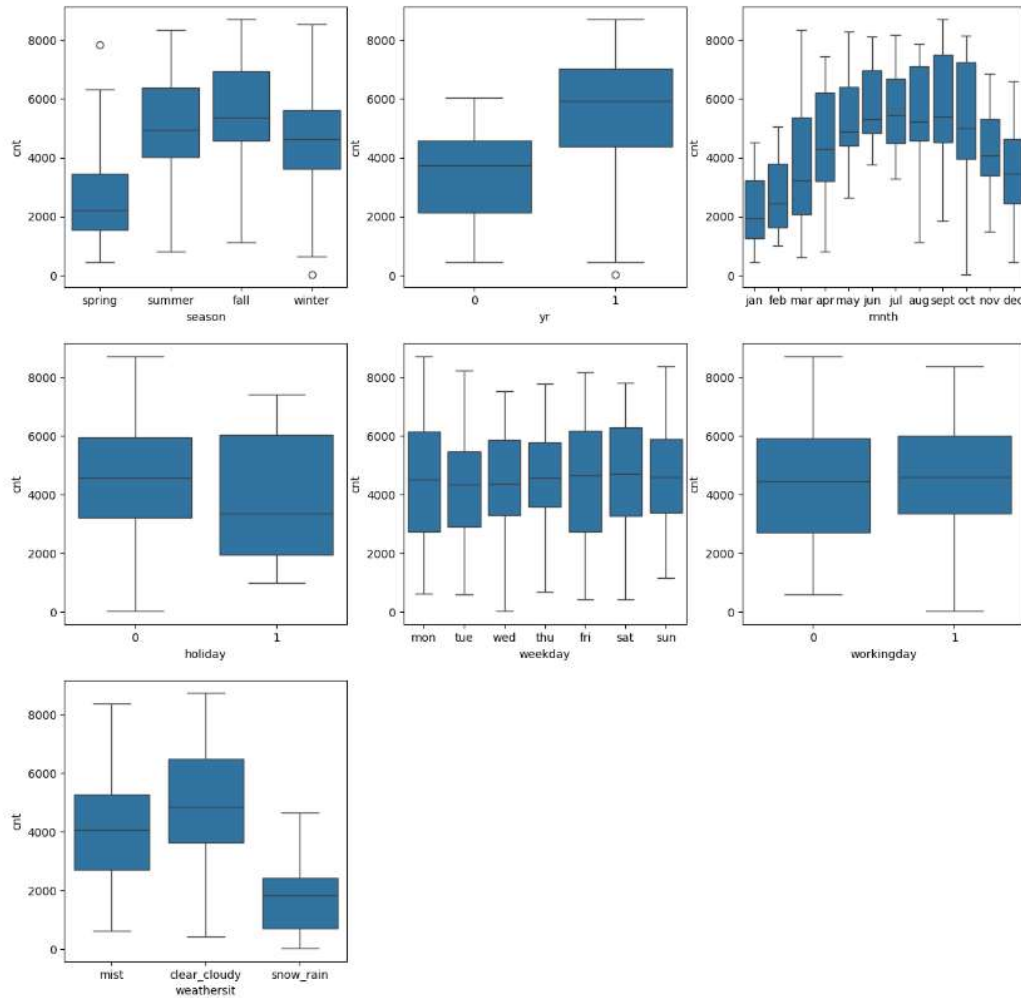 8000
6000
4000
2000
0
cnt
spring summer fall winter
season
8000
6000
4000
2000
0
cnt
0 1
yr
8000
6000
4000
2000
0
cnt
jan feb mar apr may jun jul aug sept oct nov dec
mnth
8000
6000
4000
2000
0
cnt
0 1
holiday
8000
6000
4000
2000
0
cnt
mon tue wed thu fri sat sun
weekday
8000
6000
4000
2000
0
cnt
0 1
workingday
8000
6000
4000
2000
0
cnt
mist clear_cloudy snow_rain
weathersit